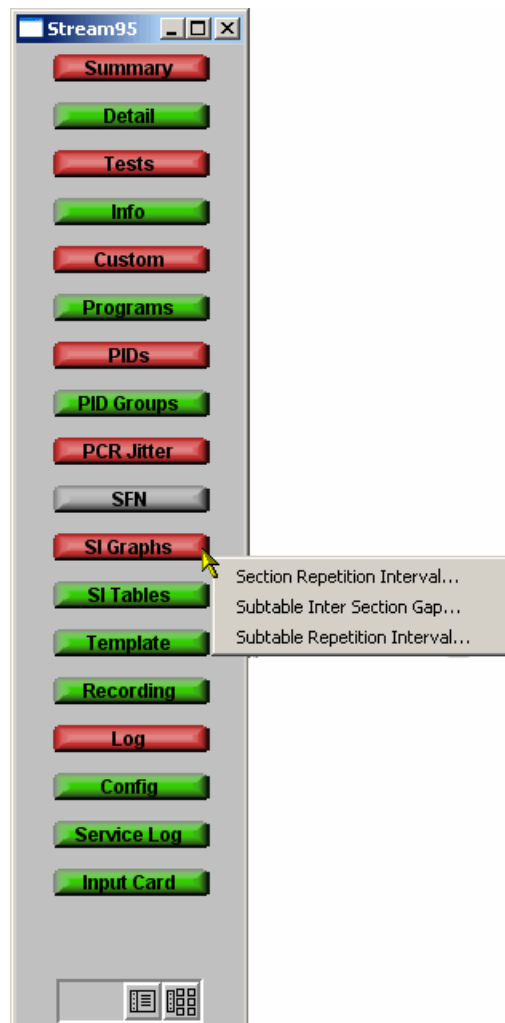 Stream95
Summary
Detail
Tests
Info
Custom
Programs
PIDs
PID Groups
PCR Jitter
SFN
SI Graphs
Section Repetition Interval...
Subtable Inter Section Gap...
Subtable Repetition Interval...
SI Tables
Template
Recording
Log
Config
Service Log
Input Card